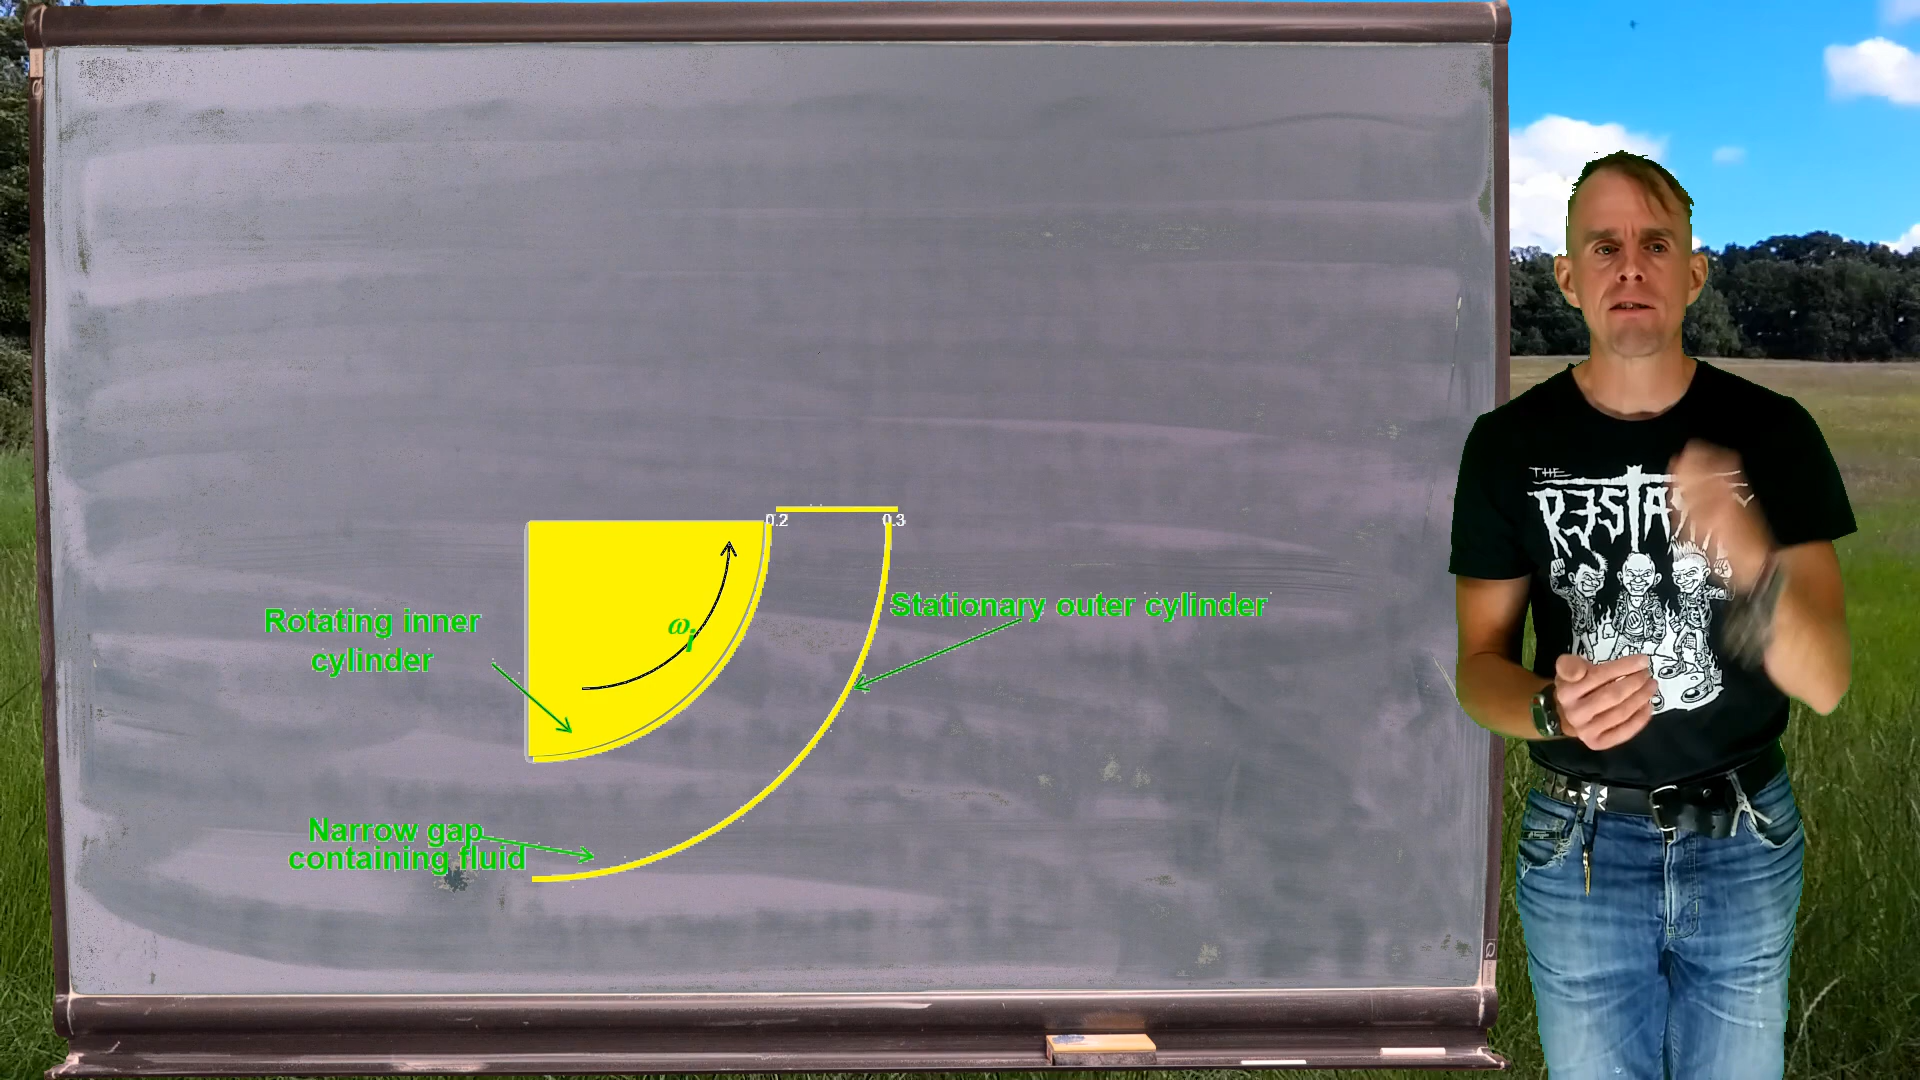 0.2 0.3
Stationary outer cylinder
Rotating inner
cylinder
ωi
Narrow gap
containing fluid
THE